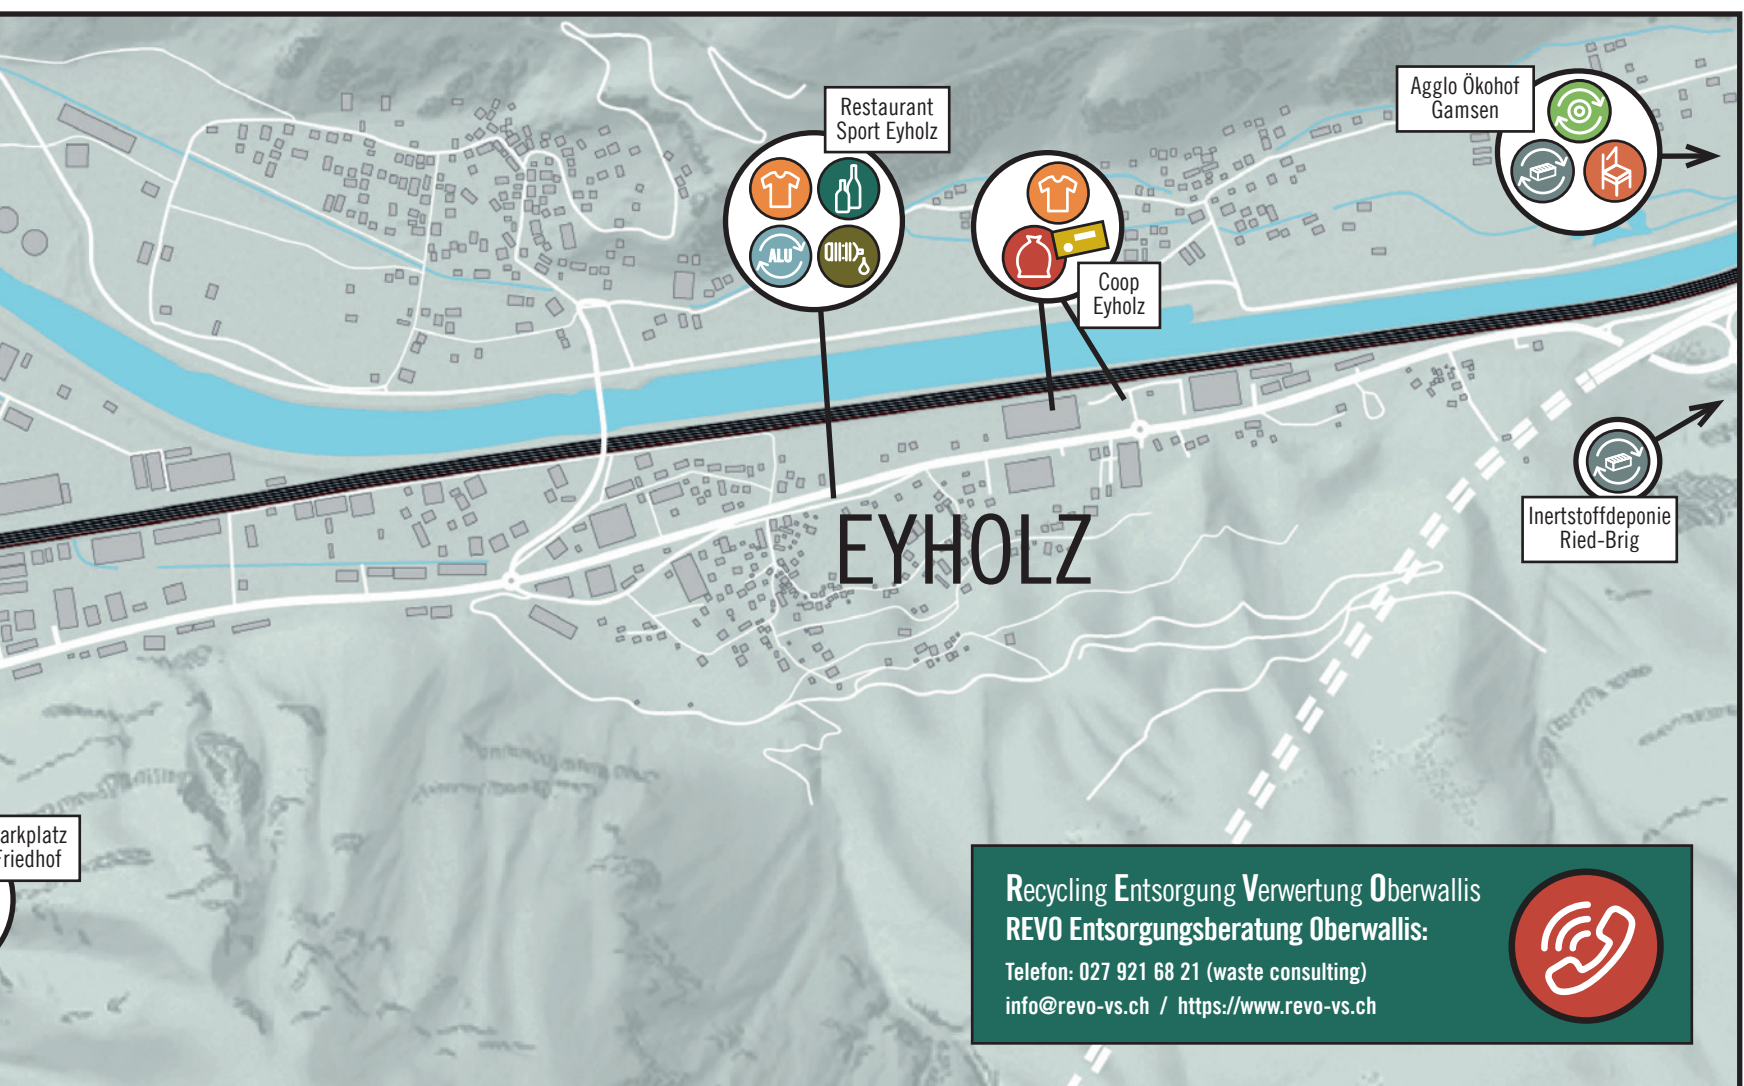 Restaurant
Sport Eyholz
Agglo Ökohof
Gamsen
ALU
Coop
Eyholz
Inertstoffdeponie
Ried-Brig
EYHOLZ
arkplatz
Friedhof
Recycling Entsorgung Verwertung Oberwallis
REVO Entsorgungsberatung Oberwallis:
Telefon: 027 921 68 21 (waste consulting)
info@revo-vs.ch / https://www.revo-vs.ch